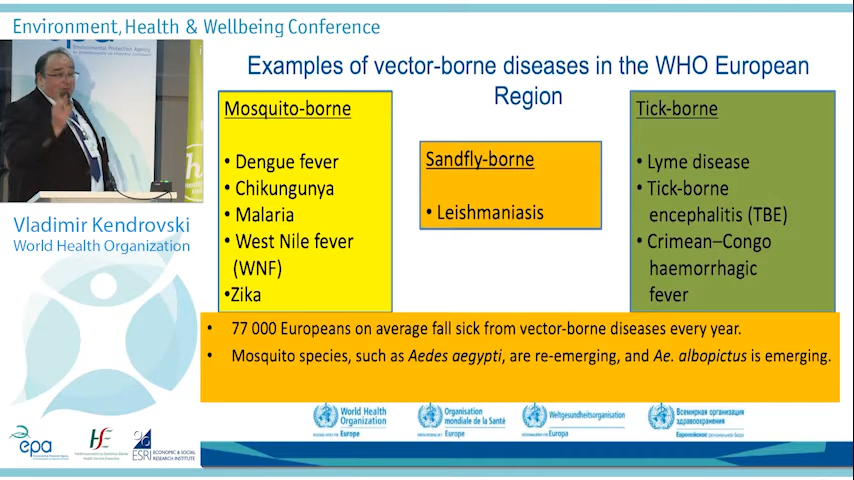 Environment, Health & Wellbeing Conference
epa
Environmental Protection Agency
Examples of vector-borne diseases in the WHO European
Region
Mosquito-borne
• Dengue fever
• Chikungunya
• Malaria
• West Nile fever
(WNF)
•Zika
Sandfly-borne
• Leishmaniasis
Tick-borne
• Lyme disease
• Tick-borne
encephalitis (TBE)
• Crimean–Congo
haemorrhagic
fever
Vladimir Kendrovski
World Health Organization
• 77 000 Europeans on average fall sick from vector-borne diseases every year.
• Mosquito species, such as Aedes aegypti, are re-emerging, and Ae. albopictus is emerging.
World Health
Organization
Europe
Organisation
mondiale de la Santé
Europe
Weltgesundheitsorganisation
Europa
Всемирная организация
здравоохранения
Европейское региональное бюро
epa
ESRI
ECONOMIC & SOCIAL
RESEARCH INSTITUTE